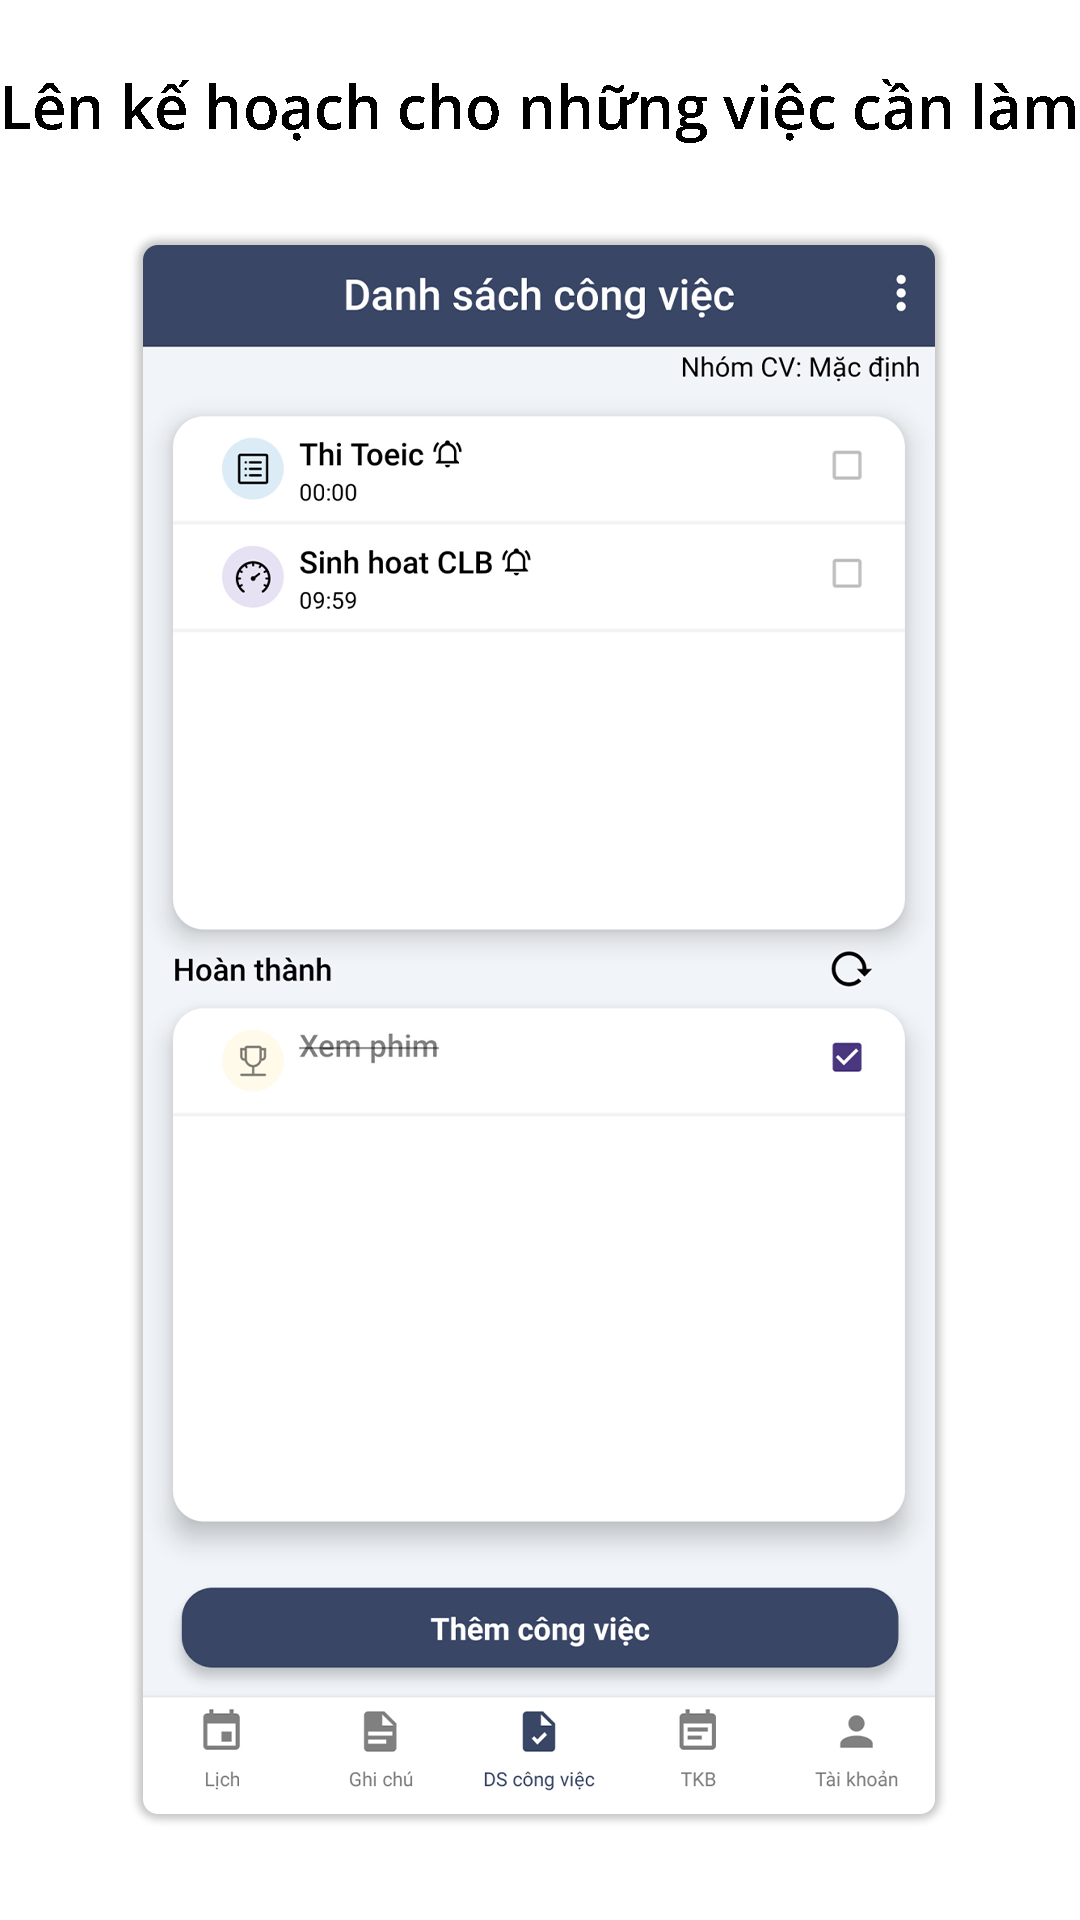 Lên kế hoạch cho những việc cần làm
Danh sách công việc
Nhóm CV: Mặc định
Thi Toeic
00:00
Sinh hoat CLB
09:59
Hoàn thành
Xem phim
Thêm công việc
Lịch
Ghi chú
DS công việc
TKB
Tài khoản